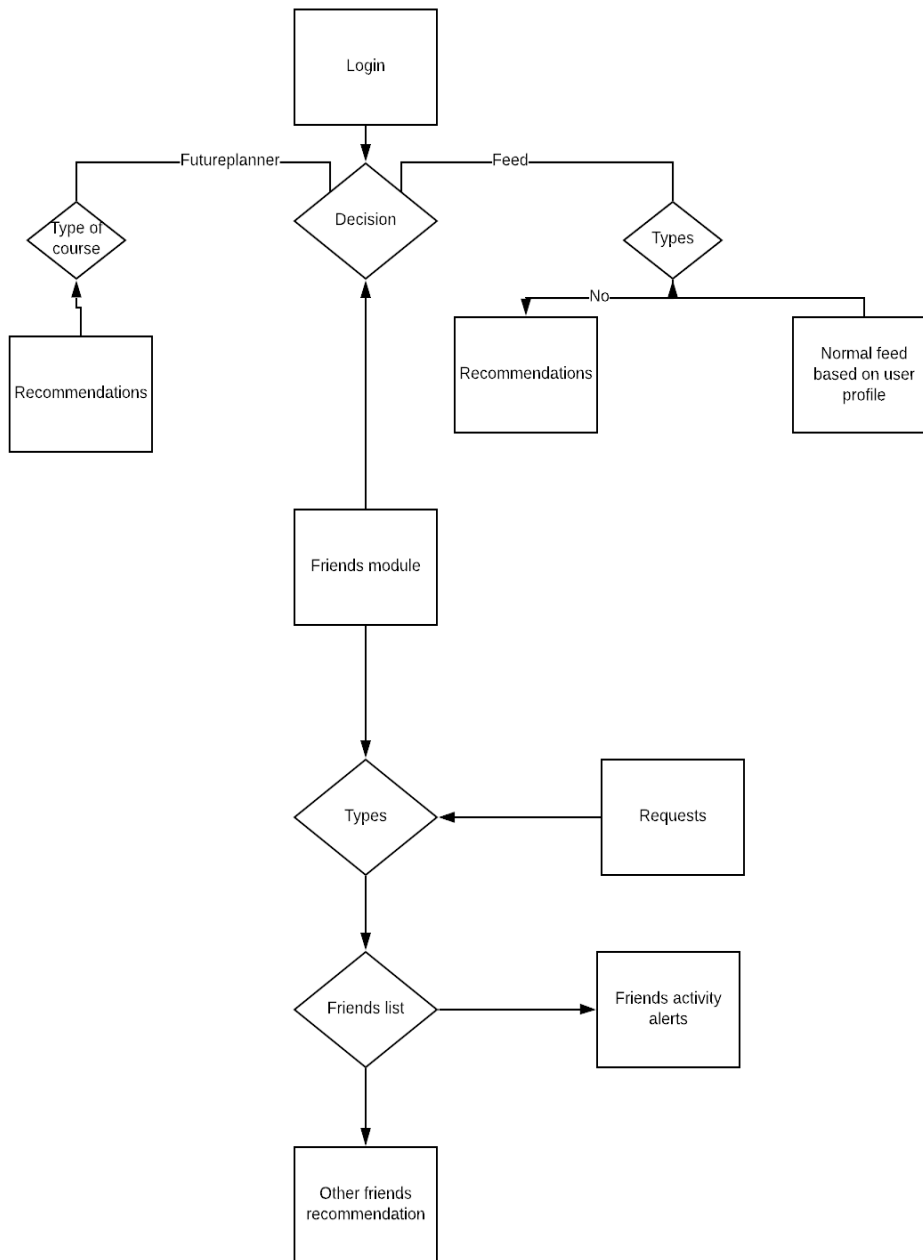 Login
Futureplanner
Feed
Decision
Type of
course
Types
No
Recommendations
Recommendations
Normal feed
based on user
profile
Friends module
Types
Requests
Friends list
Friends activity
alerts
Other friends
recommendation